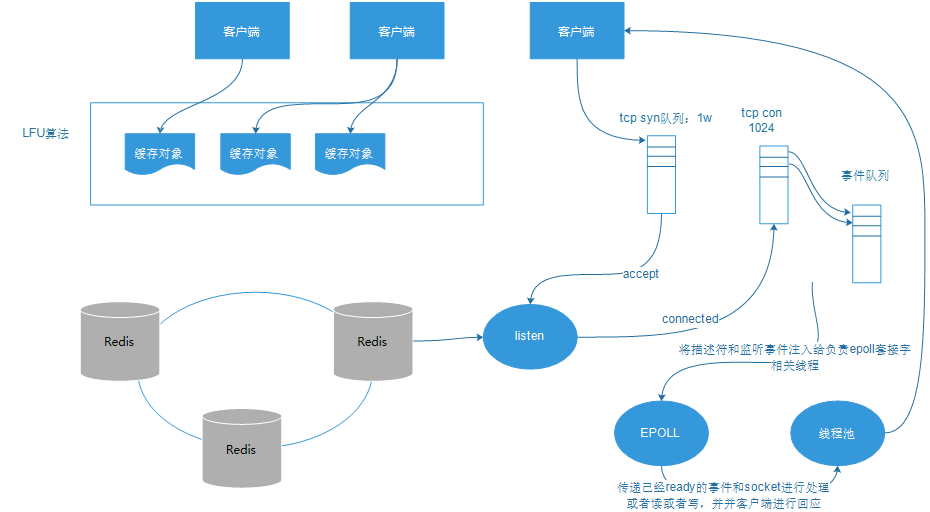 客户端
客户端
客户端
LFU算法
缓存对象
缓存对象
缓存对象
tcp syn队列：1w
tcp con
1024
事件队列
accept
Redis
Redis
Redis
listen
connected
将描述符和监听事件注入给负责epoll套接字
相关线程
EPOLL
线程池
传递已经ready的事件和socket进行处理
或者读或者写，并并客户端进行回应